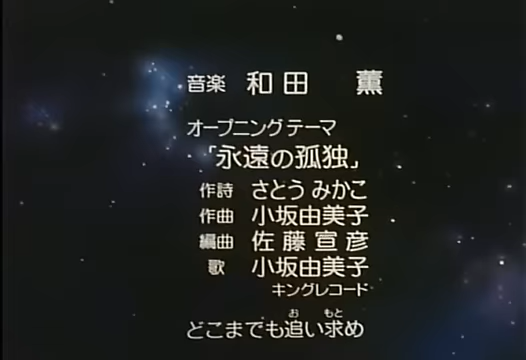 音楽 和田 薫
オープニングテーマ
「永遠の孤独」
作詩 さとう みかこ
作曲 小坂由美子
編曲 佐藤宣彦
歌 小坂由美子
キングレコード
どこまでも追い求め
お もと